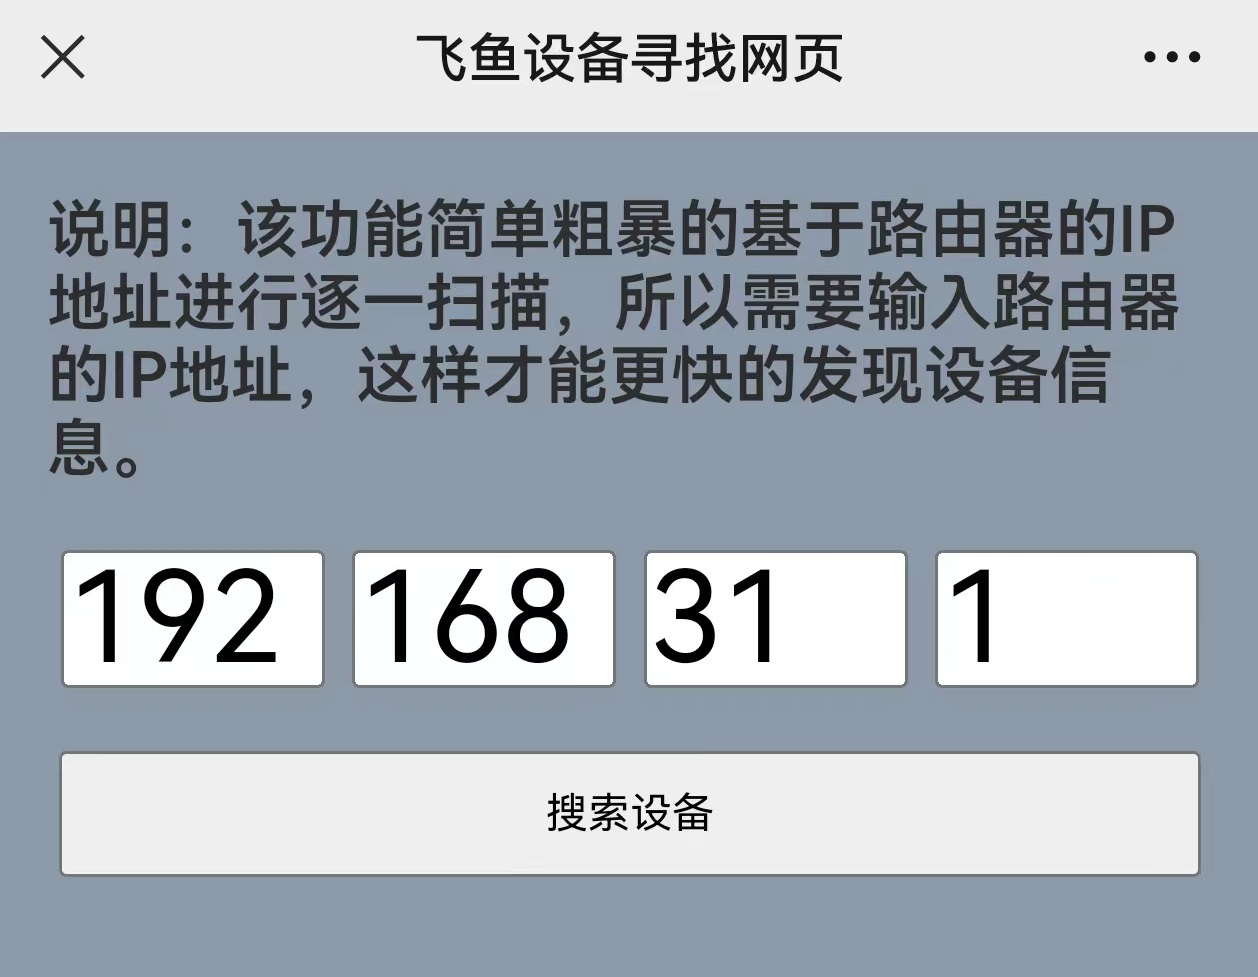 飞鱼设备寻找网页
说明：该功能简单粗暴的基于路由器的IP
地址进行逐一扫描，所以需要输入路由器
的IP地址，这样才能更快的发现设备信
息。
192 168 31 1
搜索设备